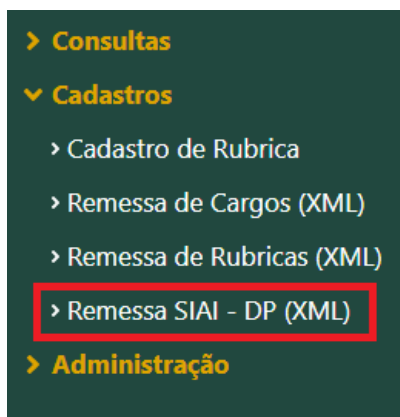 Consultas
Cadastros
Cadastro de Rubrica
Remessa de Cargos (XML)
Remessa de Rubricas (XML)
Remessa SIAI - DP (XML)
Administração